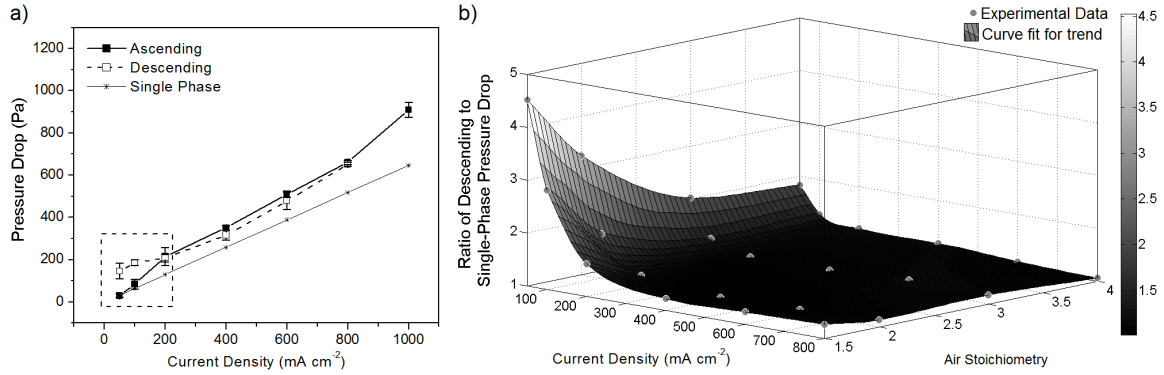 a)
1200
1000
800
600
400
200
0
Pressure Drop (Pa)
Ascending
Descending
Single Phase
0 200 400 600 800 1000
Current Density (mA cm-2)
b)
Experimental Data
Curve fit for trend
5
4
3
2
1
Ratio of Descending to
Single-Phase Pressure Drop
100 200 300 400 500 600 700 800
Current Density (mA cm-2)
1.5 2 2.5 3 3.5 4
Air Stoichiometry
4.5
4
3.5
3
2.5
2
1.5